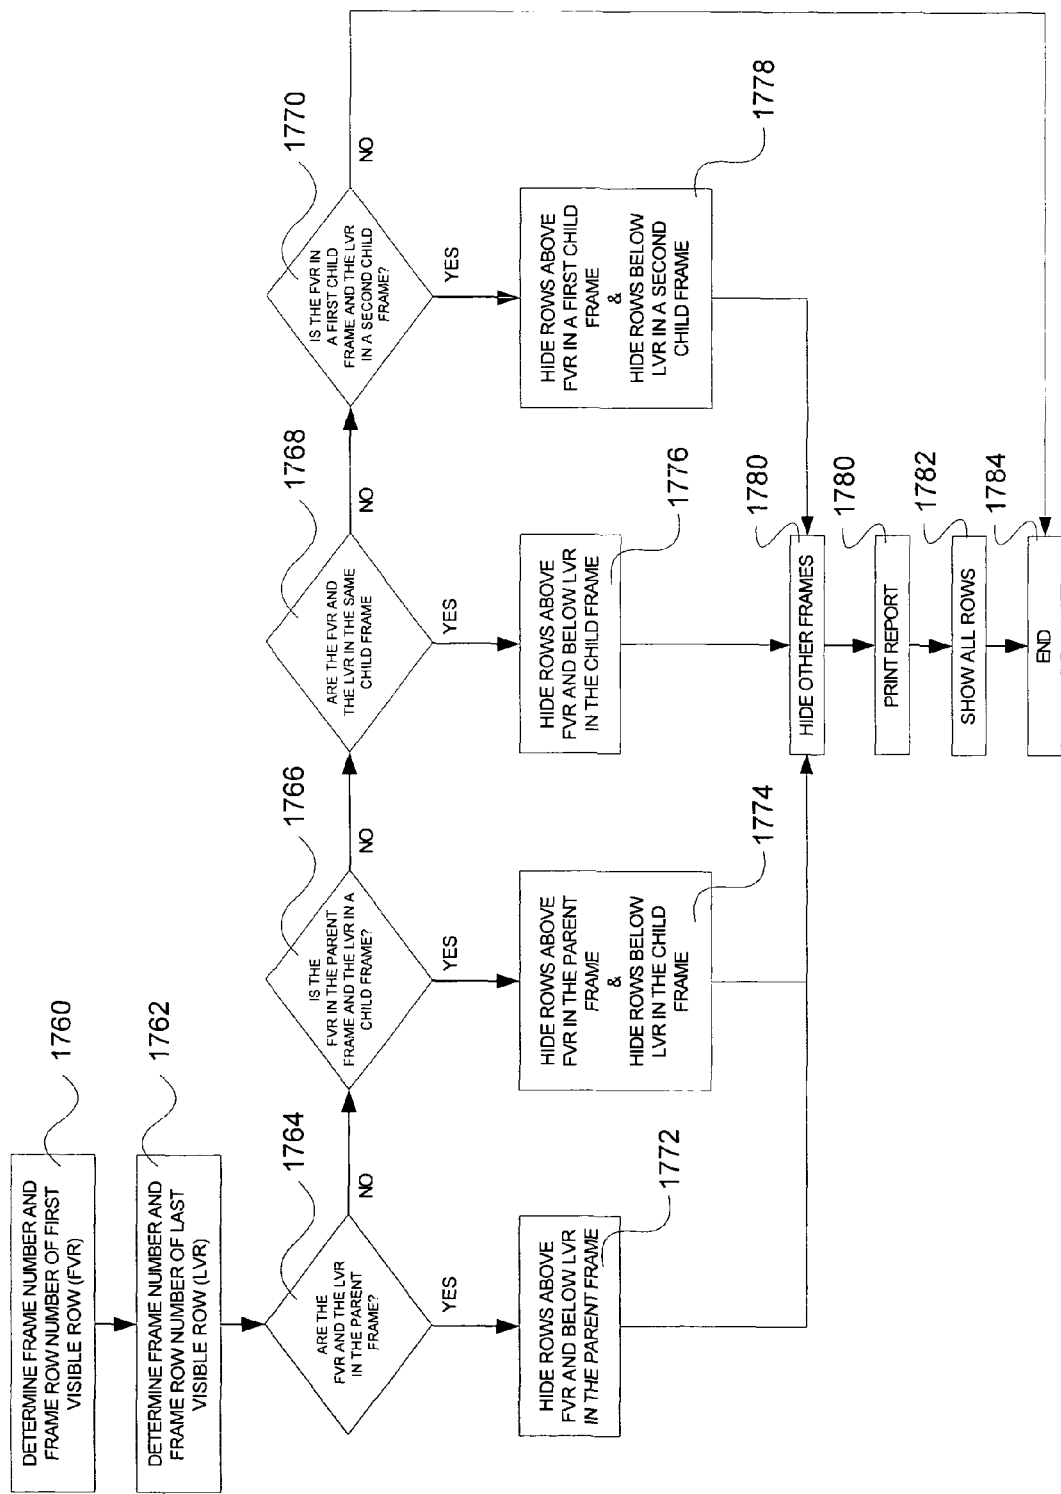 DETERMINE FRAME NUMBER AND
FRAME ROW NUMBER OF FIRST
VISIBLE ROW (FVR)
1760
DETERMINE FRAME NUMBER AND
FRAME ROW NUMBER OF LAST
VISIBLE ROW (LVR)
1762
ARE THE
FVR AND THE LVR
IN THE PARENT
FRAME?
1764
NO
YES
IS THE
FVR IN THE PARENT
FRAME AND THE LVR IN A
CHILD FRAME?
1766
NO
YES
ARE THE FVR AND
THE LVR IN THE SAME
CHILD FRAME
1768
NO
YES
IS THE FVR IN
A FIRST CHILD
FRAME AND THE LVR
IN A SECOND CHILD
FRAME?
1770
NO
YES
HIDE ROWS ABOVE
FVR AND BELOW LVR
IN THE PARENT FRAME
1772
HIDE ROWS ABOVE
FVR IN THE PARENT
FRAME
&
HIDE ROWS BELOW
LVR IN THE CHILD
FRAME
1774
HIDE ROWS ABOVE
FVR AND BELOW LVR
IN THE CHILD FRAME
1776
HIDE ROWS ABOVE
FVR IN A FIRST CHILD
FRAME
&
HIDE ROWS BELOW
LVR IN A SECOND
CHILD FRAME
1778
HIDE OTHER FRAMES
1780
PRINT REPORT
1780
SHOW ALL ROWS
1782
END
1784